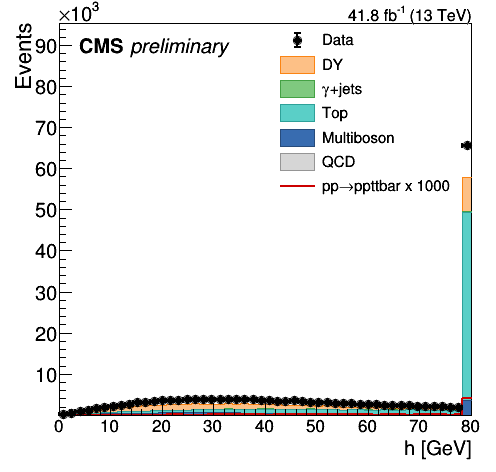 ×10³
41.8 fb⁻¹ (13 TeV)
CMS preliminary
Events
90
80
70
60
50
40
30
20
10
Data
DY
γ+jets
Top
Multiboson
QCD
pp→ppttbar x 1000
0 10 20 30 40 50 60 70 80
h [GeV]